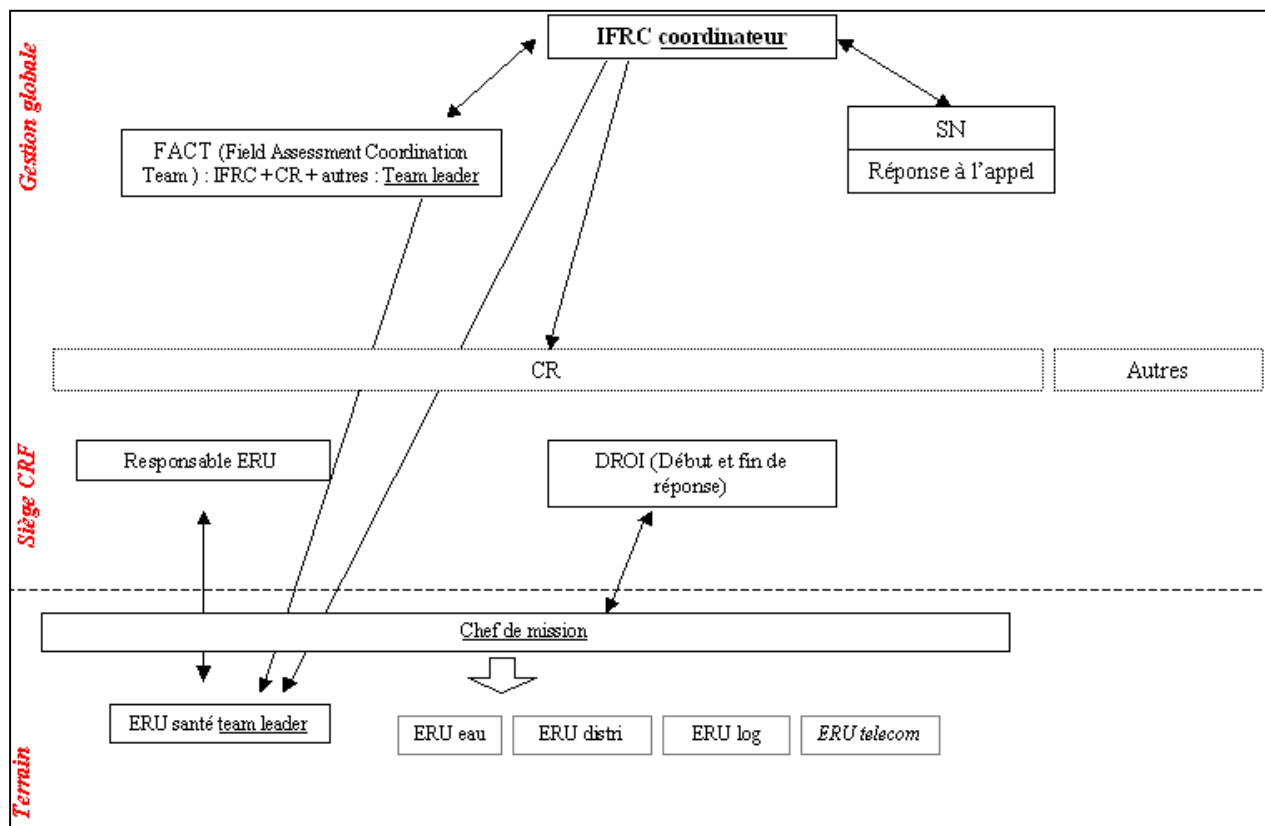 Gestion globale
IFRC coordinateur
FACT (Field Assessment Coordination
Team ) : IFRC + CR + autres : Team leader
SN
Réponse à l'appel
CR
Autres
Siège CRF
Responsable ERU
DROI (Début et fin de
réponse)
Chef de mission
Terrain
ERU santé team leader
ERU eau
ERU distri
ERU log
ERU telecom